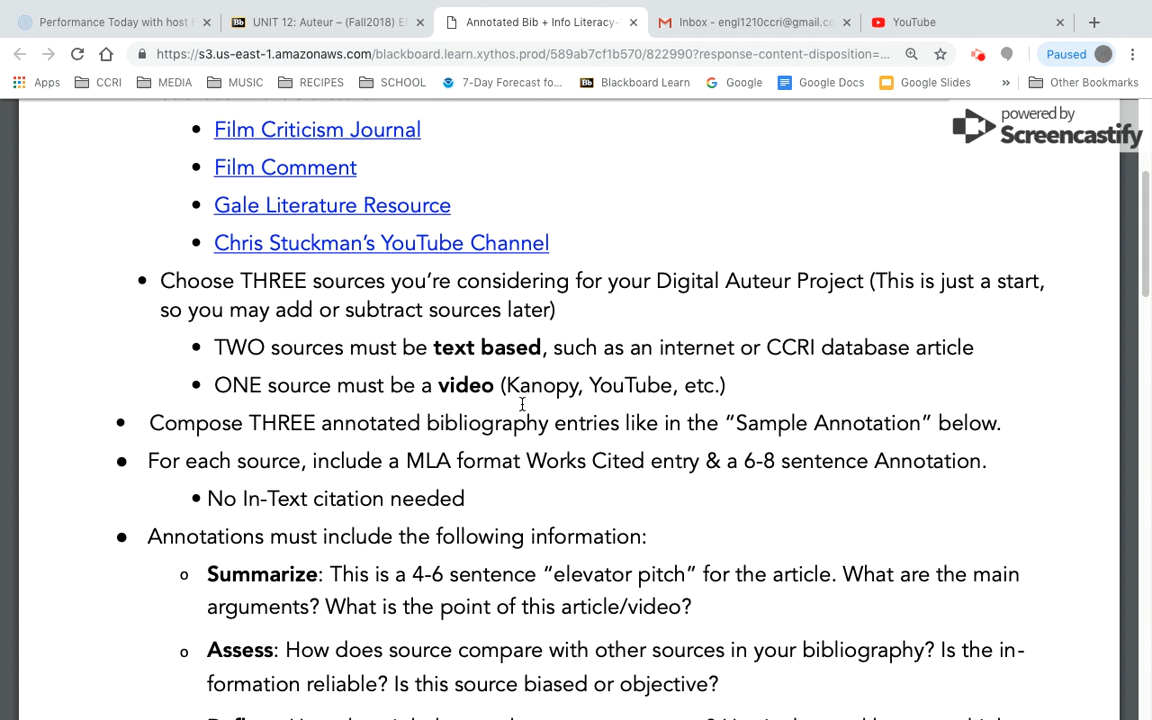 Performance Today with host F
UNIT 12: Auteur – (Fall2018) E
Annotated Bib + Info Literacy-
Inbox - engl1210ccri@gmail.co
YouTube
https://s3.us-east-1.amazonaws.com/blackboard.learn.xythos.prod/589ab7cf1b570/822990?response-content-disposition=...
Paused
Apps CCRI MEDIA MUSIC RECIPES SCHOOL 7-Day Forecast fo... Blackboard Learn Google Google Docs Google Slides » Other Bookmarks
powered by
Screencastify
• Film Criticism Journal
• Film Comment
• Gale Literature Resource
• Chris Stuckman’s YouTube Channel
• Choose THREE sources you’re considering for your Digital Auteur Project (This is just a start,
so you may add or subtract sources later)
• TWO sources must be text based, such as an internet or CCRI database article
• ONE source must be a video (Kanopy, YouTube, etc.)
• Compose THREE annotated bibliography entries like in the “Sample Annotation” below.
• For each source, include a MLA format Works Cited entry & a 6-8 sentence Annotation.
• No In-Text citation needed
• Annotations must include the following information:
o Summarize: This is a 4-6 sentence “elevator pitch” for the article. What are the main
arguments? What is the point of this article/video?
o Assess: How does source compare with other sources in your bibliography? Is the in-
formation reliable? Is this source biased or objective?